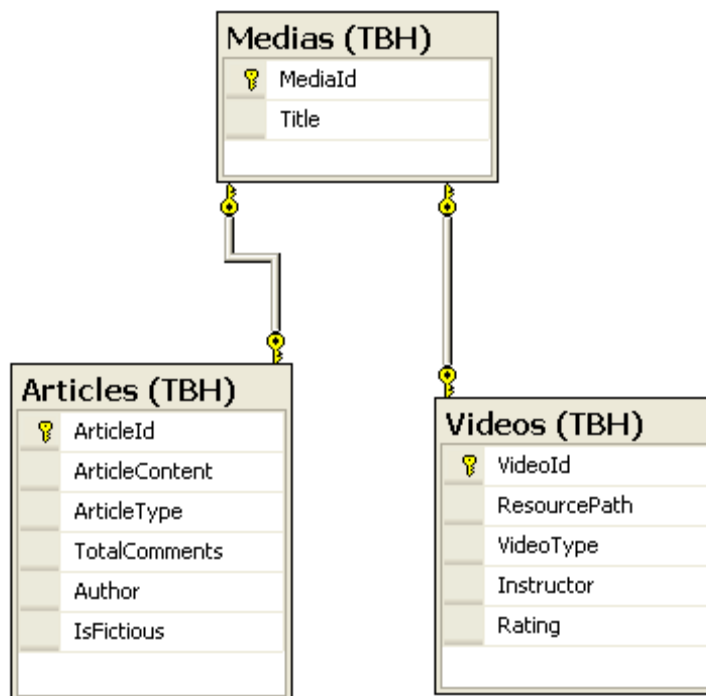 Medias (TBH)
MediaId
Title
Articles (TBH)
ArticleId
ArticleContent
ArticleType
TotalComments
Author
IsFictious
Videos (TBH)
VideoId
ResourcePath
VideoType
Instructor
Rating